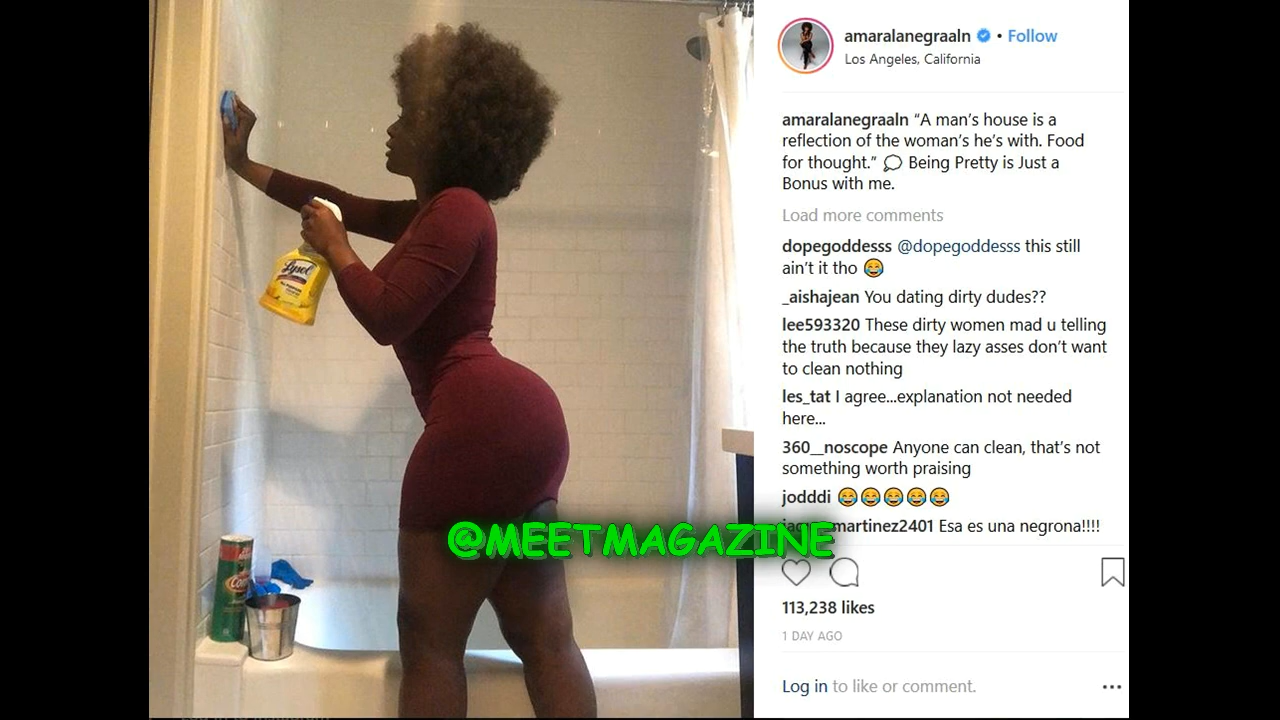 amaralanegraaln • Follow
Los Angeles, California
amaralanegraaln “A man’s house is a
reflection of the woman’s he’s with. Food
for thought.” 💭 Being Pretty is Just a
Bonus with me.
Load more comments
dopegoddesss @dopegoddesss this still
ain’t it tho 😂
_aishajean You dating dirty dudes??
lee593320 These dirty women mad u telling
the truth because they lazy asses don’t want
to clean nothing
les_tat I agree...explanation not needed
here...
360__noscope Anyone can clean, that’s not
something worth praising
jodddi 😂😂😂😂😂
martinez2401 Esa es una negrona!!!!
@MEETMAGAZINE
113,238 likes
1 DAY AGO
Log in to like or comment.
Lysol